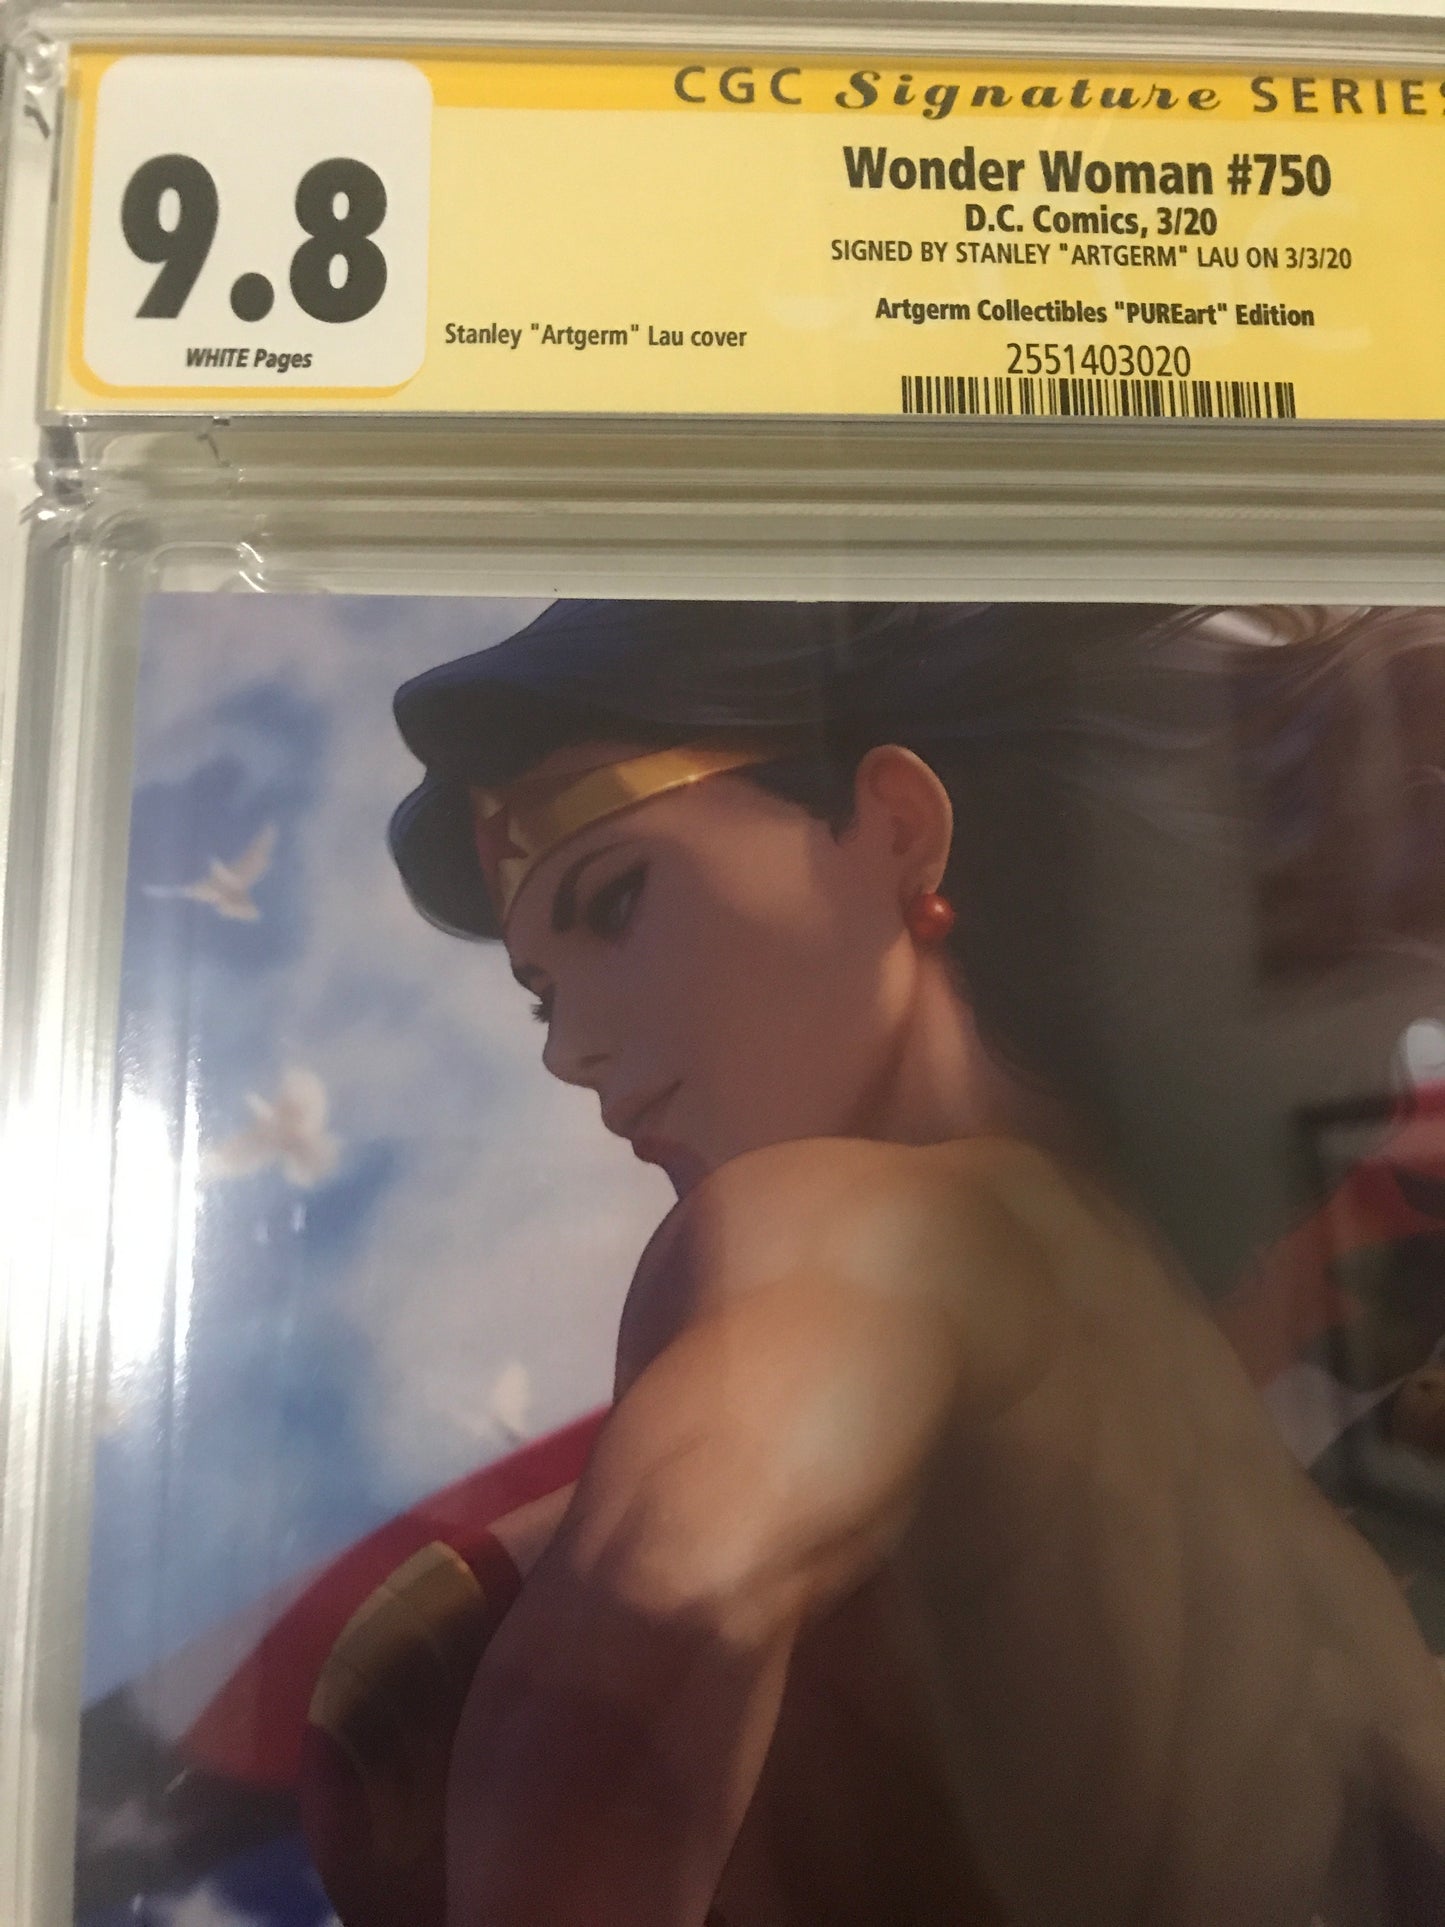 CGC Signature SERIES
9.8
WHITE Pages
Wonder Woman #750
D.C. Comics, 3/20
SIGNED BY STANLEY "ARTGERM" LAU ON 3/3/20
Stanley "Artgerm" Lau cover
Artgerm Collectibles "PUREart" Edition
2551403020